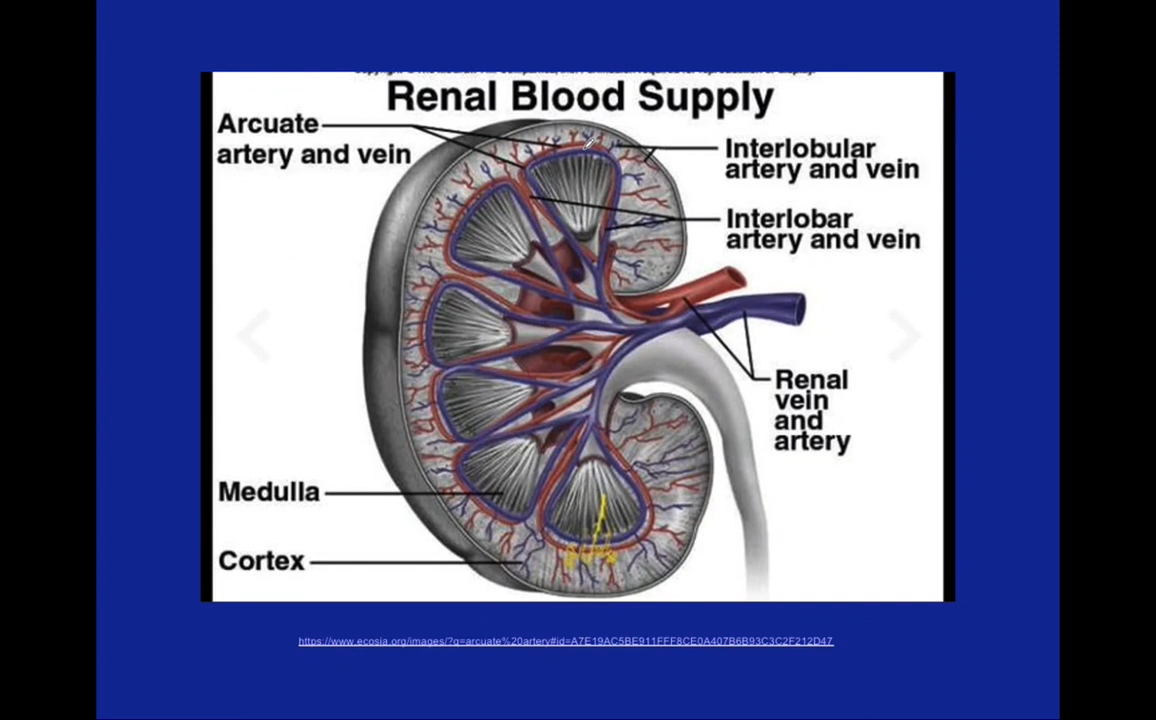 Renal Blood Supply
Arcuate
artery and vein
Interlobular
artery and vein
Interlobar
artery and vein
Renal
vein
and
artery
Medulla
Cortex
https://www.ecosia.org/images/?q=arcuate%20artery#id=A7E19AC5BE911FFF8CE0A407B6B93C3C2F212D47